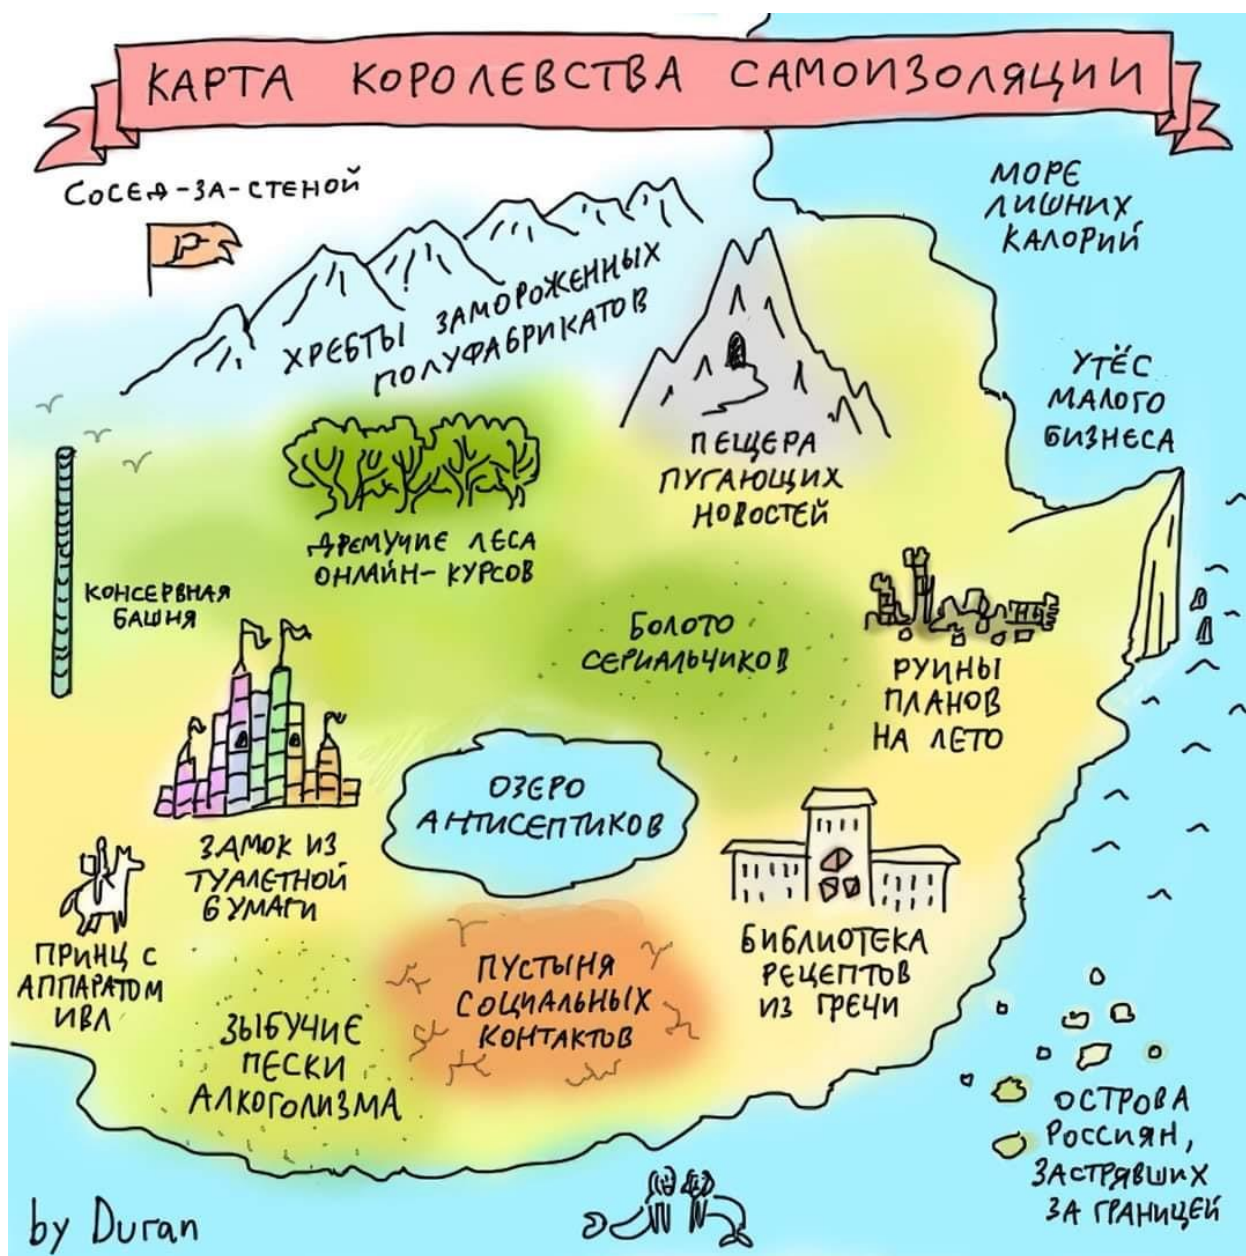 КАРТА КОРОЛЕВСТВА САМОИЗОЛЯЦИИ
СОСЕД-ЗА-СТЕНОЙ
Р
МОРЕ
ЛИШНИХ
КАЛОРИЙ
ХРЕБТЫ ЗАМОРОЖЕННЫХ
ПОЛУФАБРИКАТОВ
УТЁС
МАЛОГО
БИЗНЕСА
ПЕЩЕРА
ПУГАЮЩИХ
НОВОСТЕЙ
ДРЕМУЧИЕ ЛЕСА
ОНЛАЙН-КУРСОВ
КОНСЕРВНАЯ
БАШНЯ
БОЛОТО
СЕРИАЛЬЧИКОВ
РУИНЫ
ПЛАНОВ
НА ЛЕТО
ОЗЕРО
АНТИСЕПТИКОВ
ЗАМОК ИЗ
ТУАЛЕТНОЙ
БУМАГИ
ПРИНЦ С
АППАРАТОМ
ИВЛ
БИБЛИОТЕКА
РЕЦЕПТОВ
ИЗ ГРЕЧИ
ПУСТЫНЯ
СОЦИАЛЬНЫХ
КОНТАКТОВ
ЗЫБУЧИЕ
ПЕСКИ
АЛКОГОЛИЗМА
ОСТРОВА
РОССИЯН,
ЗАСТРЯВШИХ
ЗА ГРАНИЦЕЙ
by Duran